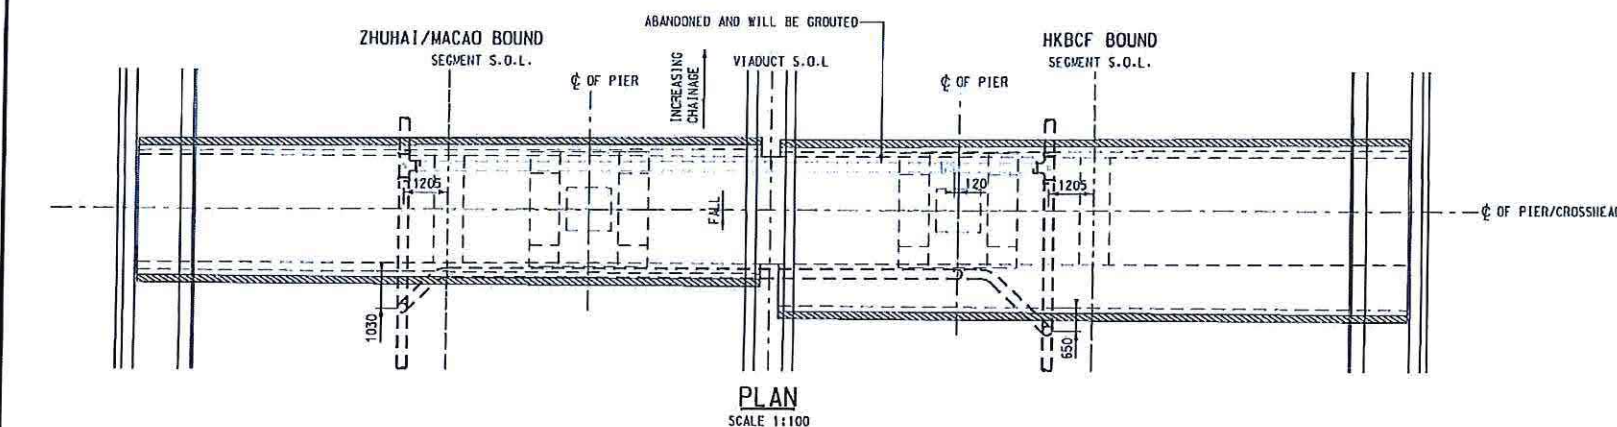 ABANDONED AND WILL BE GROUTED
ZHUHAI/MACAO BOUND
SEGMENT S.O.L.
℄ OF PIER
INCREASING
CHAINAGE
VIADUCT S.O.L
℄ OF PIER
HKBCF BOUND
SEGMENT S.O.L.
1205
120
1205
FALL
℄ OF PIER/CROSSHEAD
1030
650
PLAN
SCALE 1:100